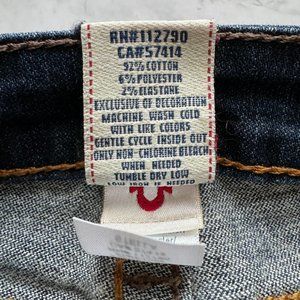 RN#112790
CA#57414
92% COTTON
6% POLYESTER
2% ELASTANE
EXCLUSIVE OF DECORATION
MACHINE WASH COLD
WITH LIKE COLORS
GENTLE CYCLE INSIDE OUT
ONLY NON-CHLORINE BLEACH
WHEN NEEDED
TUMBLE DRY LOW
LOW IRON IF NEEDED